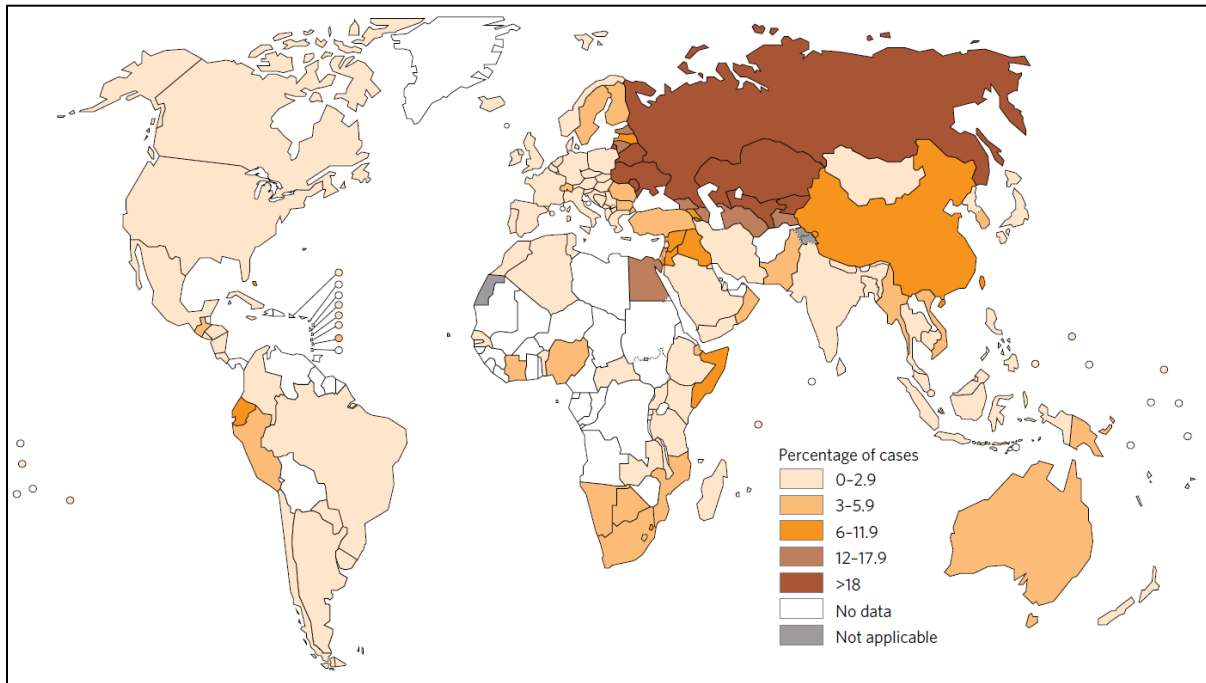 Percentage of cases
0–2.9
3–5.9
6–11.9
12–17.9
>18
No data
Not applicable